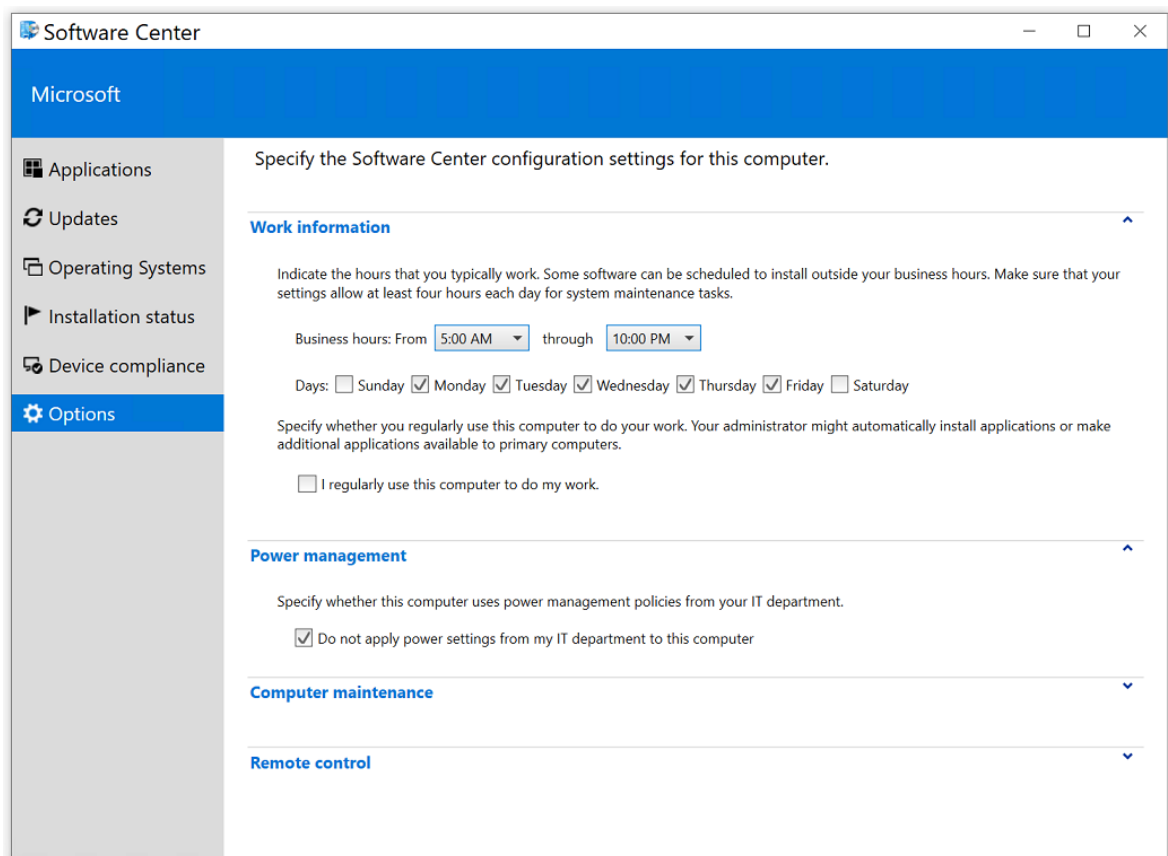 Software Center
Microsoft
Applications
Updates
Operating Systems
Installation status
Device compliance
Options
Specify the Software Center configuration settings for this computer.
Work information
Indicate the hours that you typically work. Some software can be scheduled to install outside your business hours. Make sure that your
settings allow at least four hours each day for system maintenance tasks.
Business hours: From 5:00 AM through 10:00 PM
Days: Sunday Monday Tuesday Wednesday Thursday Friday Saturday
Specify whether you regularly use this computer to do your work. Your administrator might automatically install applications or make
additional applications available to primary computers.
I regularly use this computer to do my work.
Power management
Specify whether this computer uses power management policies from your IT department.
Do not apply power settings from my IT department to this computer
Computer maintenance
Remote control